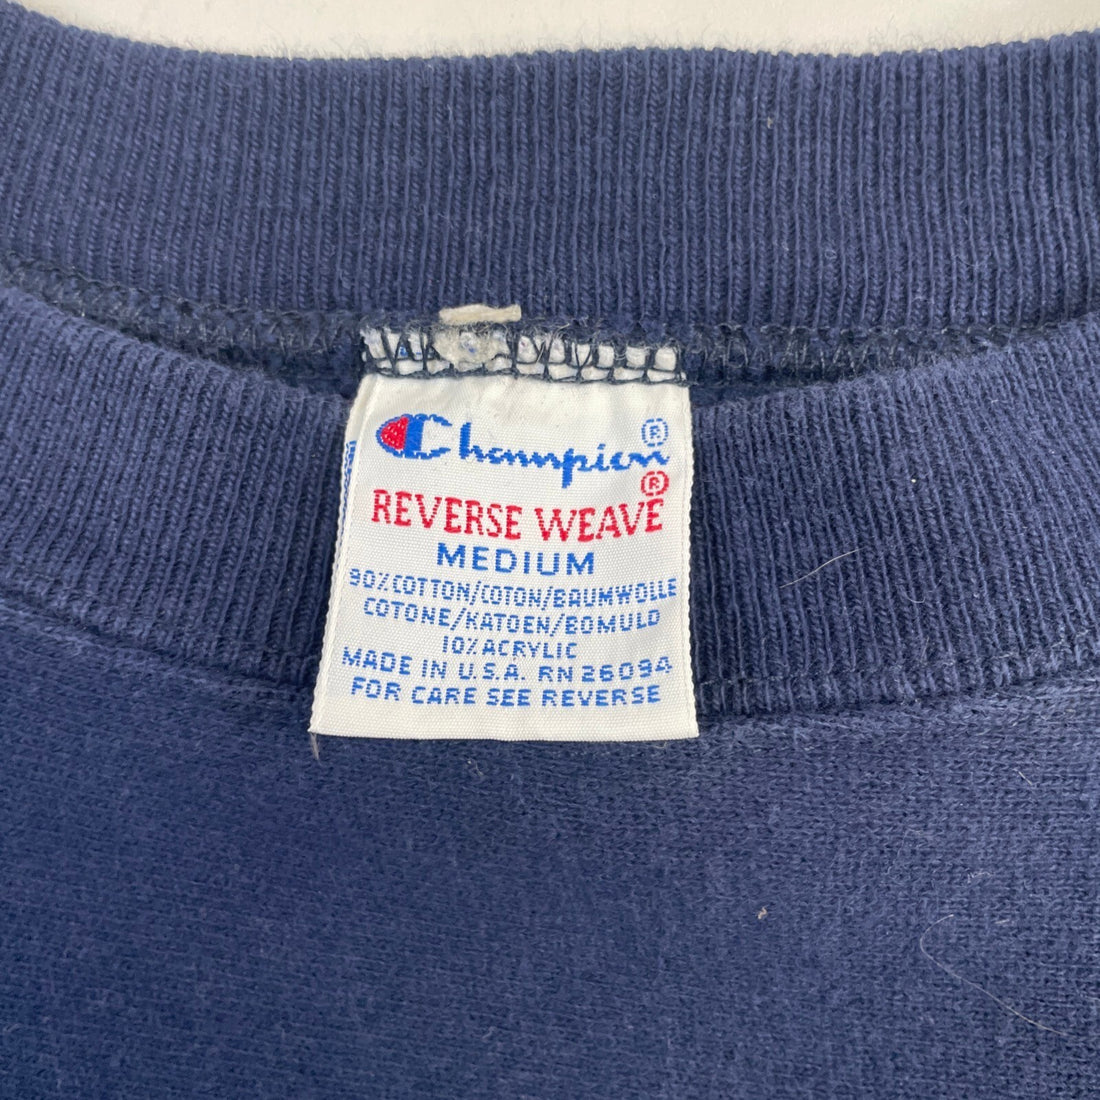 Champion®
REVERSE WEAVE®
MEDIUM
90% COTTON/COTON/BAUMWOLLE
COTONE/KATOEN/BOMULD
10% ACRYLIC
MADE IN U.S.A. RN 26094
FOR CARE SEE REVERSE